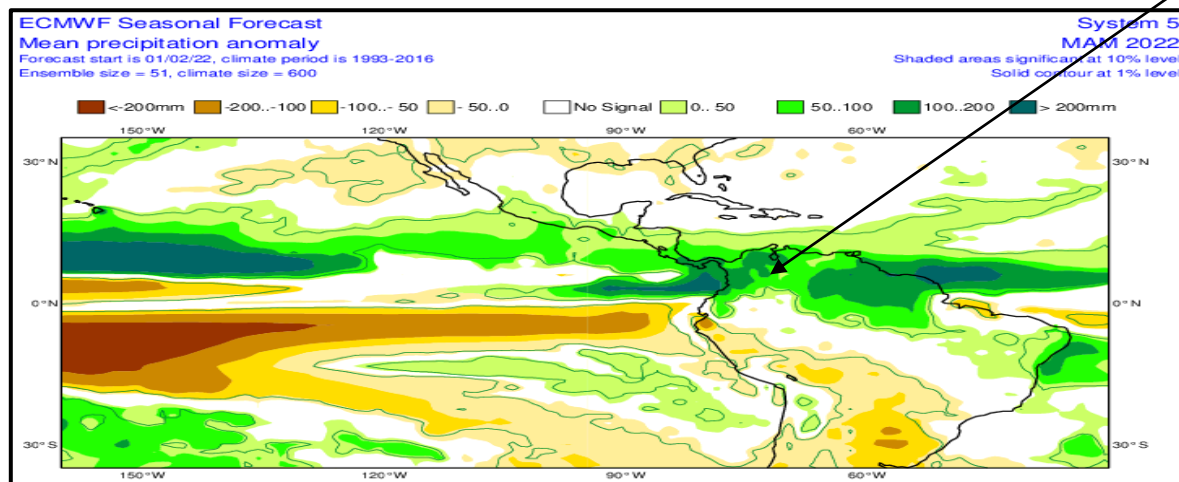 ECMWF Seasonal Forecast
System 5
Mean precipitation anomaly
MAM 2022
Forecast start is 01/02/22, climate period is 1993-2016
Shaded areas significant at 10% level
Ensemble size = 51, climate size = 600
Solid contour at 1% level
<-200mm -200..-100 -100..- 50 - 50..0 No Signal 0.. 50 50..100 100..200 > 200mm
150°W 120°W 90°W 60°W
30°N 30°N
0°N 0°N
30°S 30°S
150°W 120°W 90°W 60°W